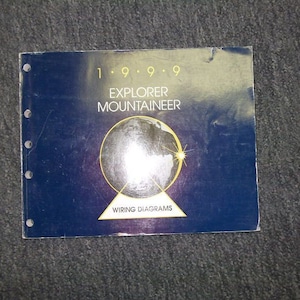 1·9·9·9
EXPLORER
MOUNTAINEER
WIRING DIAGRAMS